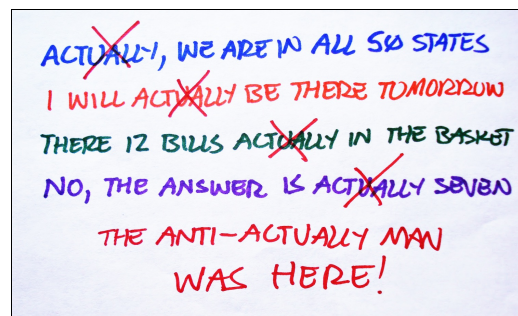 ACTUALLY, WE ARE IN ALL 50 STATES
I WILL ACTUALLY BE THERE TOMORROW
THERE 12 BILLS ACTUALLY IN THE BASKET
NO, THE ANSWER IS ACTUALLY SEVEN
THE ANTI-ACTUALLY MAN
WAS HERE!